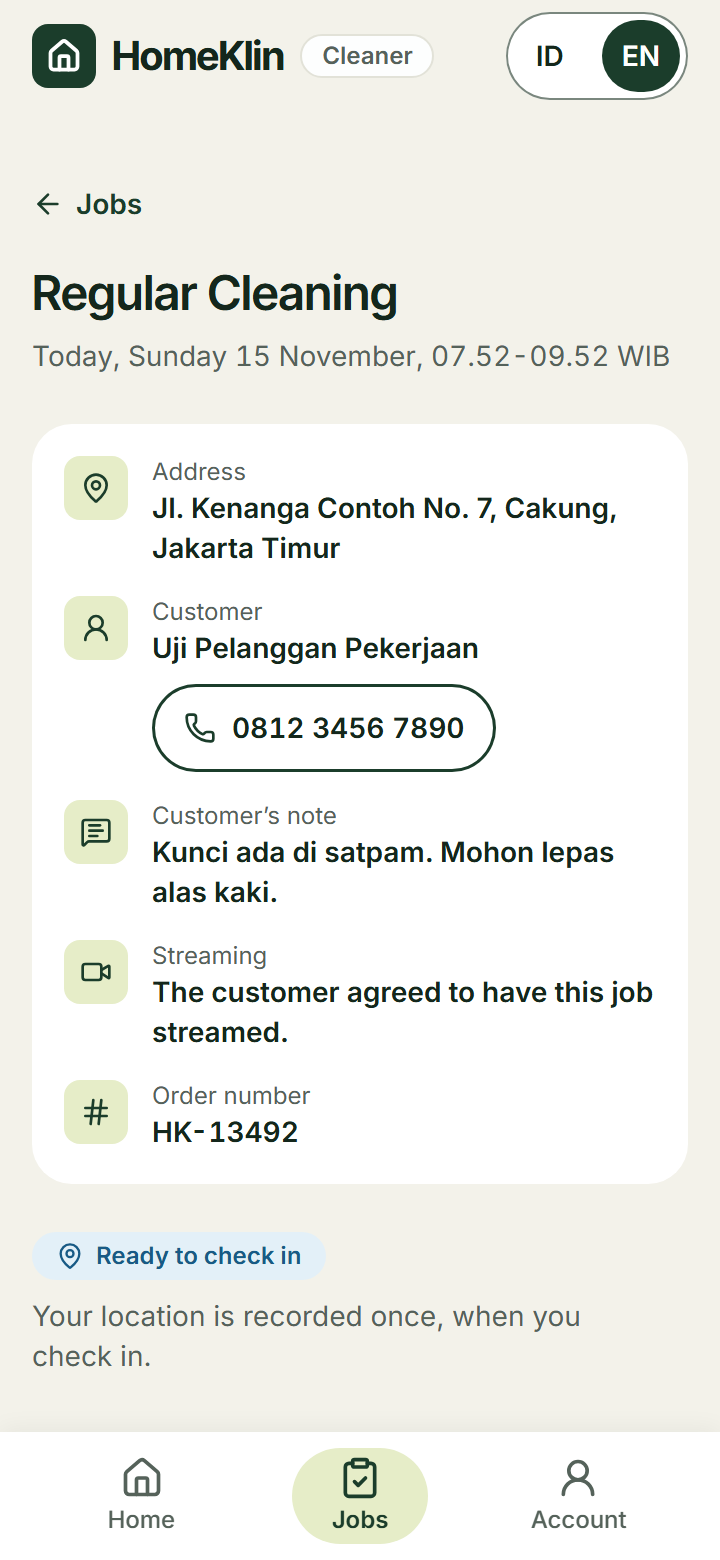 HomeKlin
Cleaner
ID
EN
Jobs
Regular Cleaning
Today, Sunday 15 November, 07.52-09.52 WIB
Address
Jl. Kenanga Contoh No. 7, Cakung,
Jakarta Timur
Customer
Uji Pelanggan Pekerjaan
0812 3456 7890
Customer’s note
Kunci ada di satpam. Mohon lepas
alas kaki.
Streaming
The customer agreed to have this job
streamed.
Order number
HK-13492
Ready to check in
Your location is recorded once, when you
check in.
Home
Jobs
Account